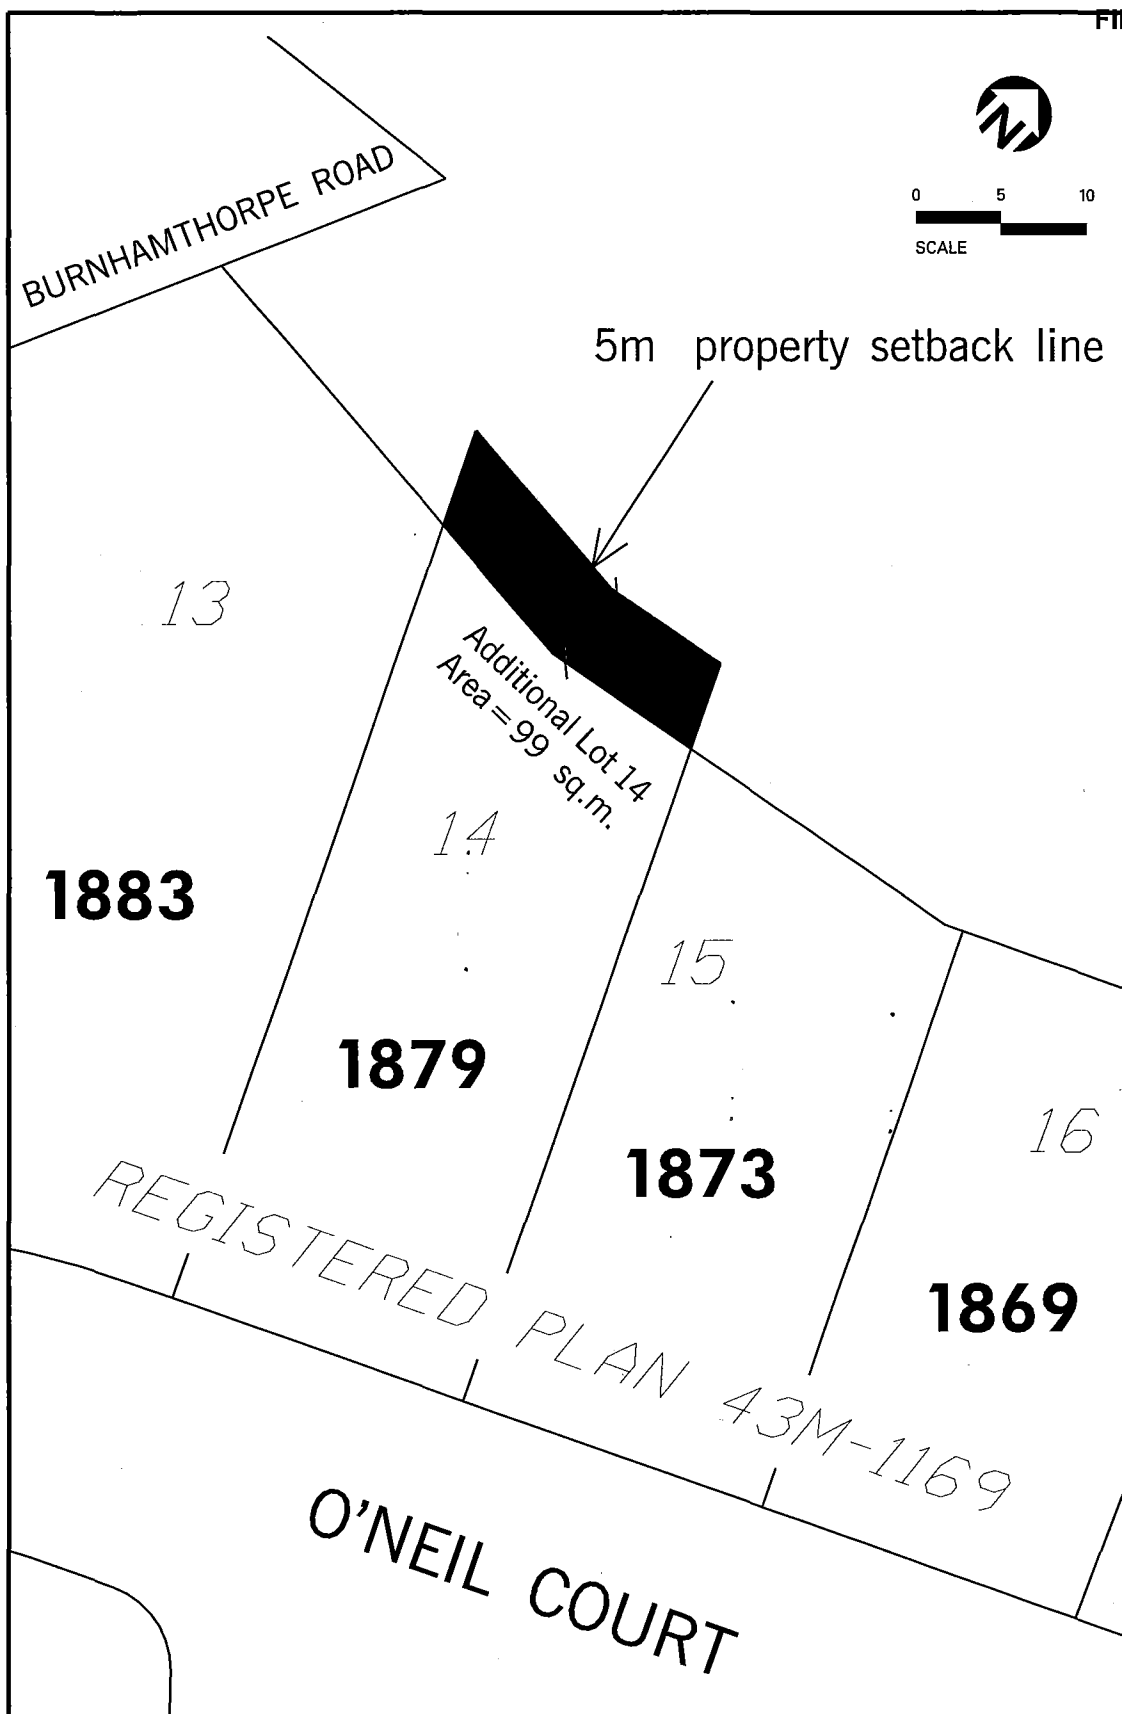 N
0 5 10
SCALE
BURNHAMTHORPE ROAD
5m property setback line
13
Additional Lot 14
Area = 99 sq.m.
14
1883
15
1879
16
1873
REGISTERED PLAN 43M-1169
1869
O'NEIL COURT